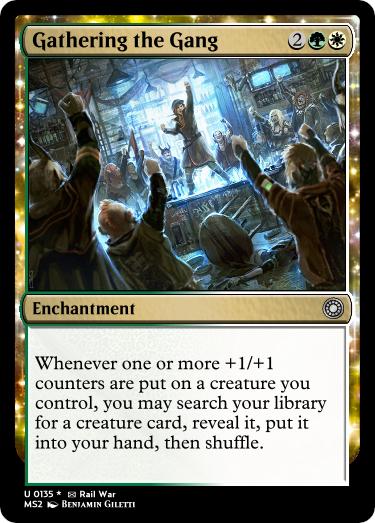 Gathering the Gang 2
Enchantment
Whenever one or more +1/+1
counters are put on a creature you
control, you may search your library
for a creature card, reveal it, put it
into your hand, then shuffle.
U 0135 * Rail War
MS2 Benjamin Giletti